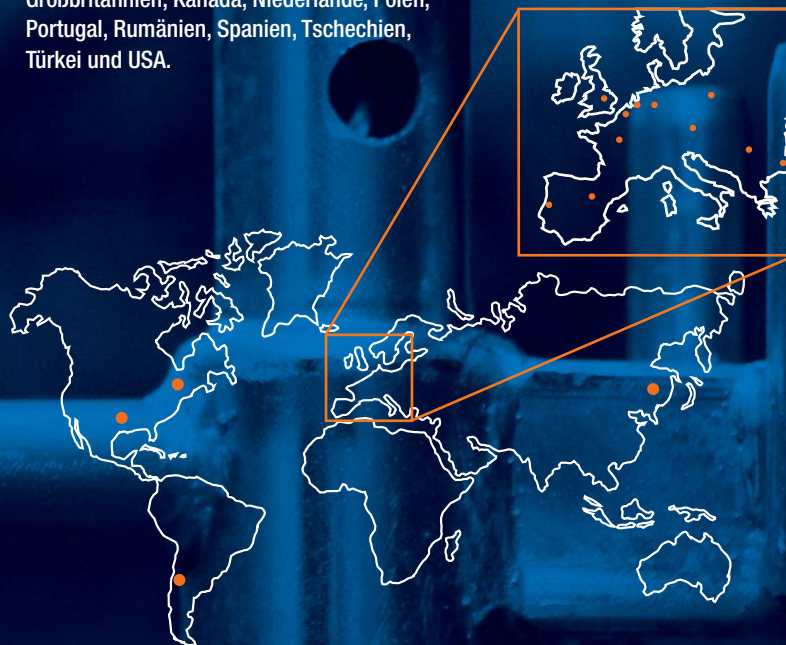 Großbritannien, Kanada, Niederlande, Polen,
Portugal, Rumänien, Spanien, Tschechien,
Türkei und USA.